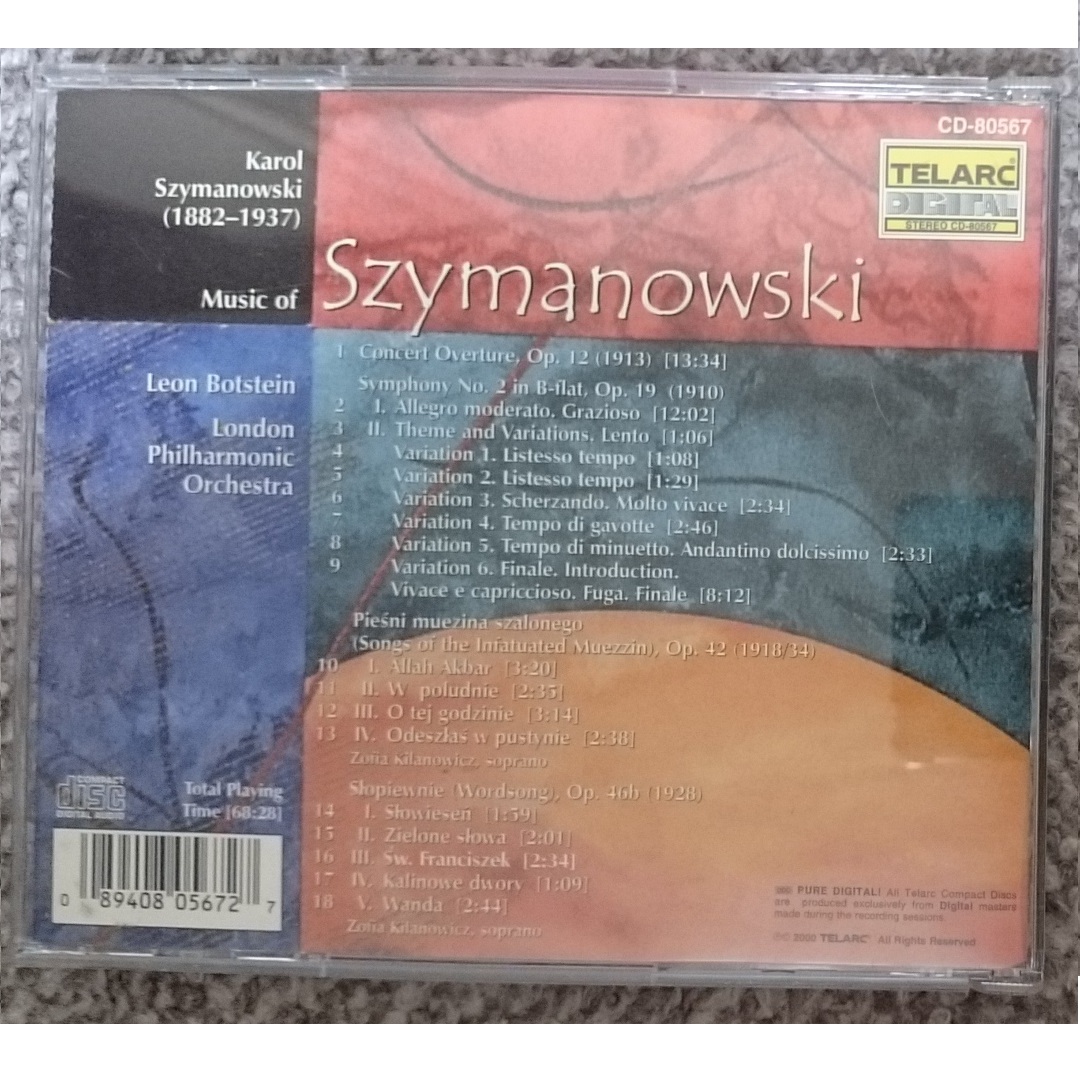 Karol
Szymanowski
(1882–1937)
CD-80567
TELARC®
DIGITAL
STEREO CD-80567
Music of Szymanowski
Leon Botstein
London
Philharmonic
Orchestra
1 Concert Overture, Op. 12 (1913) [13:34]
Symphony No. 2 in B-flat, Op. 19 (1910)
2 I. Allegro moderato. Grazioso [12:02]
3 II. Theme and Variations. Lento [1:06]
4 Variation 1. Listesso tempo [1:08]
5 Variation 2. Listesso tempo [1:29]
6 Variation 3. Scherzando. Molto vivace [2:34]
7 Variation 4. Tempo di gavotte [2:46]
8 Variation 5. Tempo di minuetto. Andantino dolcissimo [2:33]
9 Variation 6. Finale. Introduction.
Vivace e capriccioso. Fuga. Finale [8:12]
Pieśni muezina szalonego
(Songs of the Infatuated Muezzin), Op. 42 (1918/34)
10 I. Allah Akbar [3:20]
11 II. W poludnie [2:35]
12 III. O tej godzinie [3:14]
13 IV. Odeszłaś w pustynie [2:38]
Zofia Kilanowicz, soprano
Słopiewnie (Wordsong), Op. 46b (1928)
14 I. Słowieseń [1:59]
15 II. Zielone słowa [2:01]
16 III. Św. Franciszek [2:34]
17 IV. Kalinowe dwory [1:09]
18 V. Wanda [2:44]
Zofia Kilanowicz, soprano
COMPACT
disc
DIGITAL AUDIO
Total Playing
Time [68:28]
0 89408 05672 7
PURE DIGITAL! All Telarc Compact Discs
are produced exclusively from Digital masters
made during the recording sessions.
℗© 2000 TELARC® All Rights Reserved